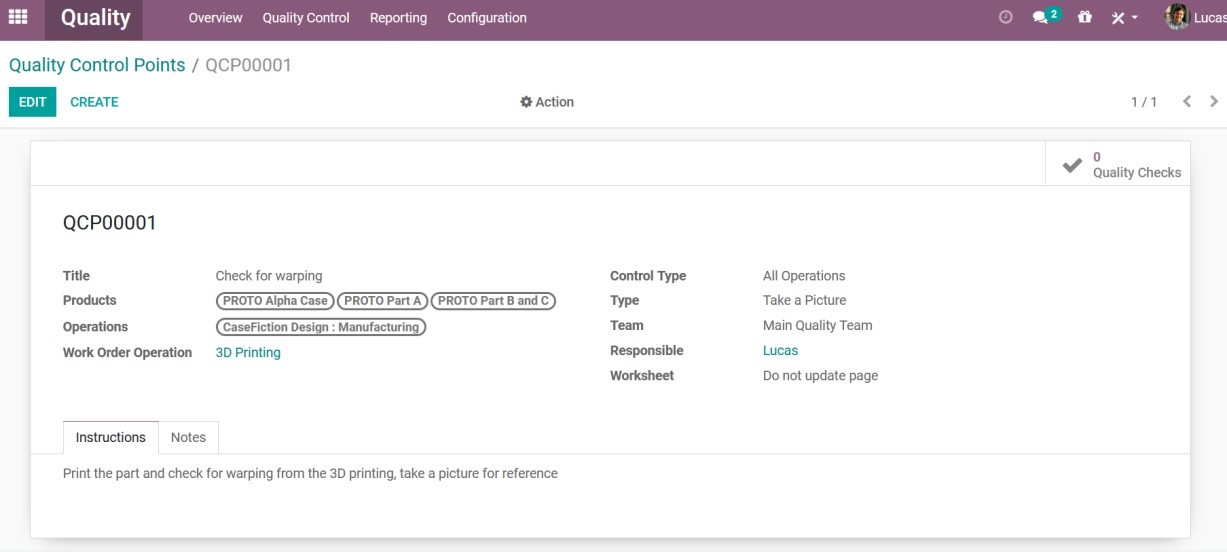 Quality Overview Quality Control Reporting Configuration 2 Lucas
Quality Control Points / QCP00001
EDIT CREATE Action 1 / 1
0
Quality Checks
QCP00001
Title Check for warping Control Type All Operations
Products PROTO Alpha Case PROTO Part A PROTO Part B and C Type Take a Picture
Operations CaseFiction Design : Manufacturing Team Main Quality Team
Work Order Operation 3D Printing Responsible Lucas
Worksheet Do not update page
Instructions Notes
Print the part and check for warping from the 3D printing, take a picture for reference